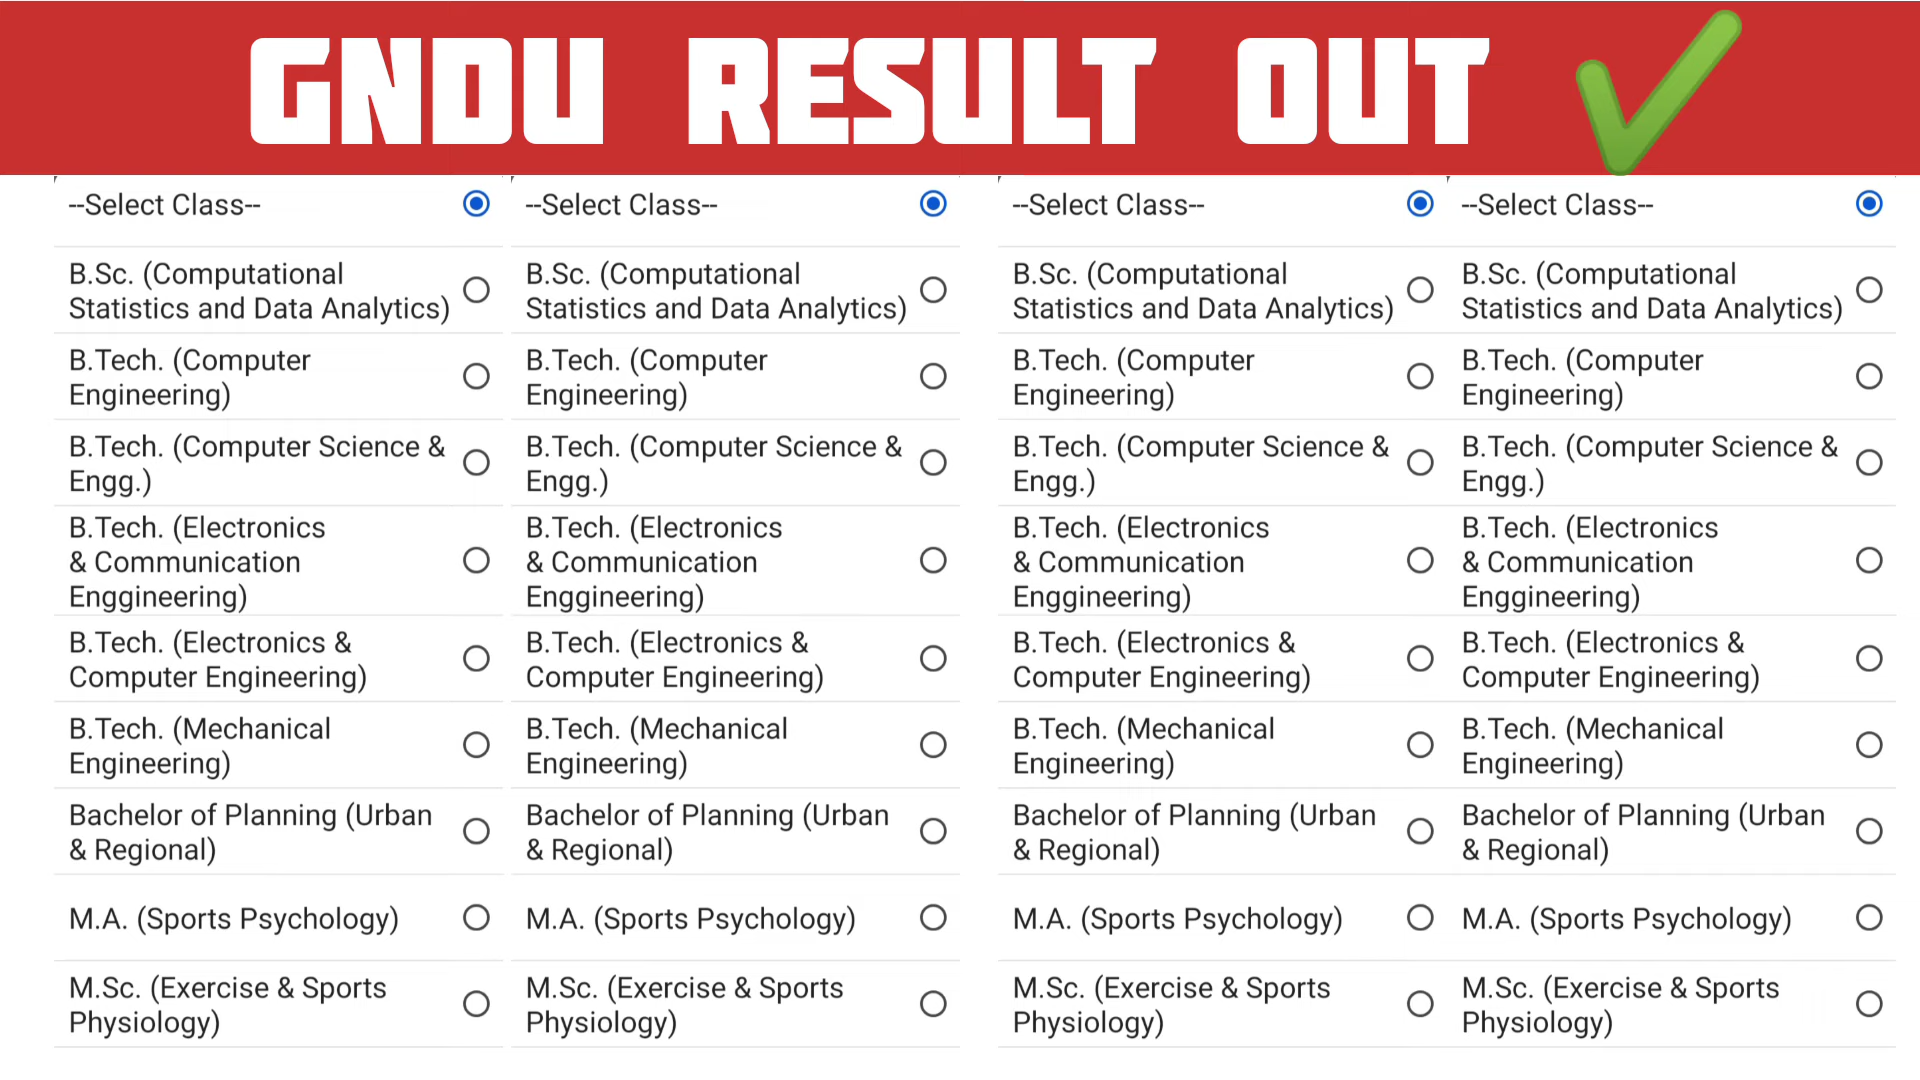 GNDU RESULT OUT
--Select Class--
B.Sc. (Computational
Statistics and Data Analytics)
B.Tech. (Computer
Engineering)
B.Tech. (Computer Science &
Engg.)
B.Tech. (Electronics
& Communication
Enggineering)
B.Tech. (Electronics &
Computer Engineering)
B.Tech. (Mechanical
Engineering)
Bachelor of Planning (Urban
& Regional)
M.A. (Sports Psychology)
M.Sc. (Exercise & Sports
Physiology)
--Select Class--
B.Sc. (Computational
Statistics and Data Analytics)
B.Tech. (Computer
Engineering)
B.Tech. (Computer Science &
Engg.)
B.Tech. (Electronics
& Communication
Enggineering)
B.Tech. (Electronics &
Computer Engineering)
B.Tech. (Mechanical
Engineering)
Bachelor of Planning (Urban
& Regional)
M.A. (Sports Psychology)
M.Sc. (Exercise & Sports
Physiology)
--Select Class--
B.Sc. (Computational
Statistics and Data Analytics)
B.Tech. (Computer
Engineering)
B.Tech. (Computer Science &
Engg.)
B.Tech. (Electronics
& Communication
Enggineering)
B.Tech. (Electronics &
Computer Engineering)
B.Tech. (Mechanical
Engineering)
Bachelor of Planning (Urban
& Regional)
M.A. (Sports Psychology)
M.Sc. (Exercise & Sports
Physiology)
--Select Class--
B.Sc. (Computational
Statistics and Data Analytics)
B.Tech. (Computer
Engineering)
B.Tech. (Computer Science &
Engg.)
B.Tech. (Electronics
& Communication
Enggineering)
B.Tech. (Electronics &
Computer Engineering)
B.Tech. (Mechanical
Engineering)
Bachelor of Planning (Urban
& Regional)
M.A. (Sports Psychology)
M.Sc. (Exercise & Sports
Physiology)